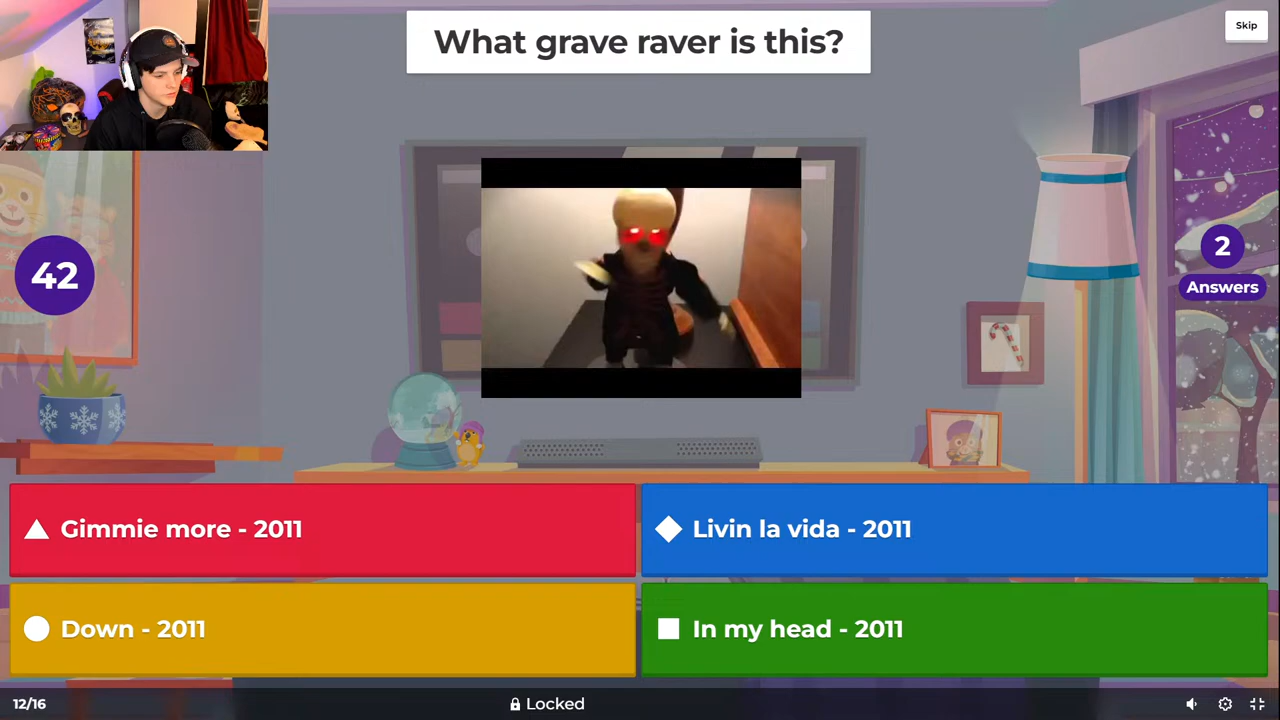 What grave raver is this?
Skip
42
2
Answers
Gimmie more - 2011
Livin la vida - 2011
Down - 2011
In my head - 2011
12/16
Locked